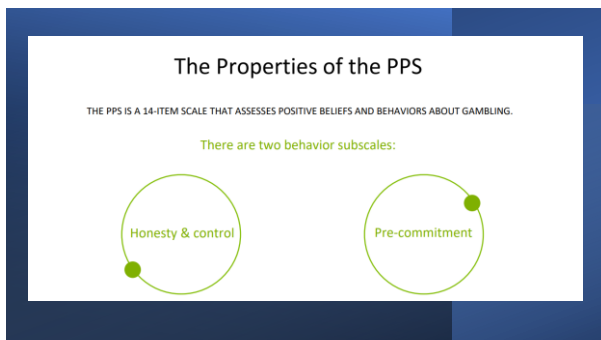 The Properties of the PPS
THE PPS IS A 14-ITEM SCALE THAT ASSESSES POSITIVE BELIEFS AND BEHAVIORS ABOUT GAMBLING.
There are two behavior subscales:
Honesty & control
Pre-commitment